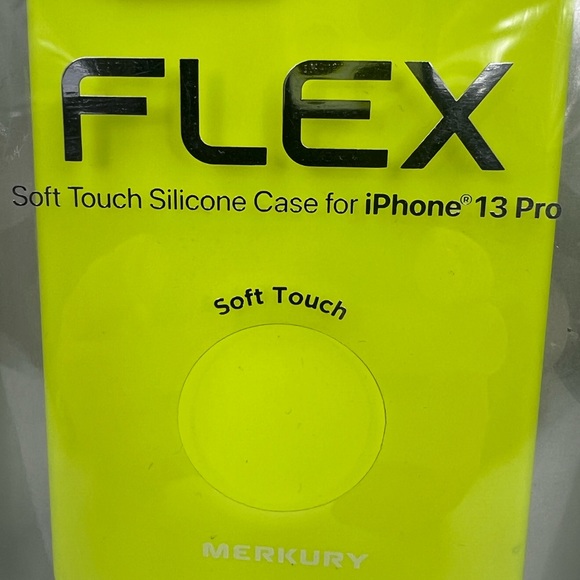 FLEX
Soft Touch Silicone Case for iPhone® 13 Pro
Soft Touch
MERKURY